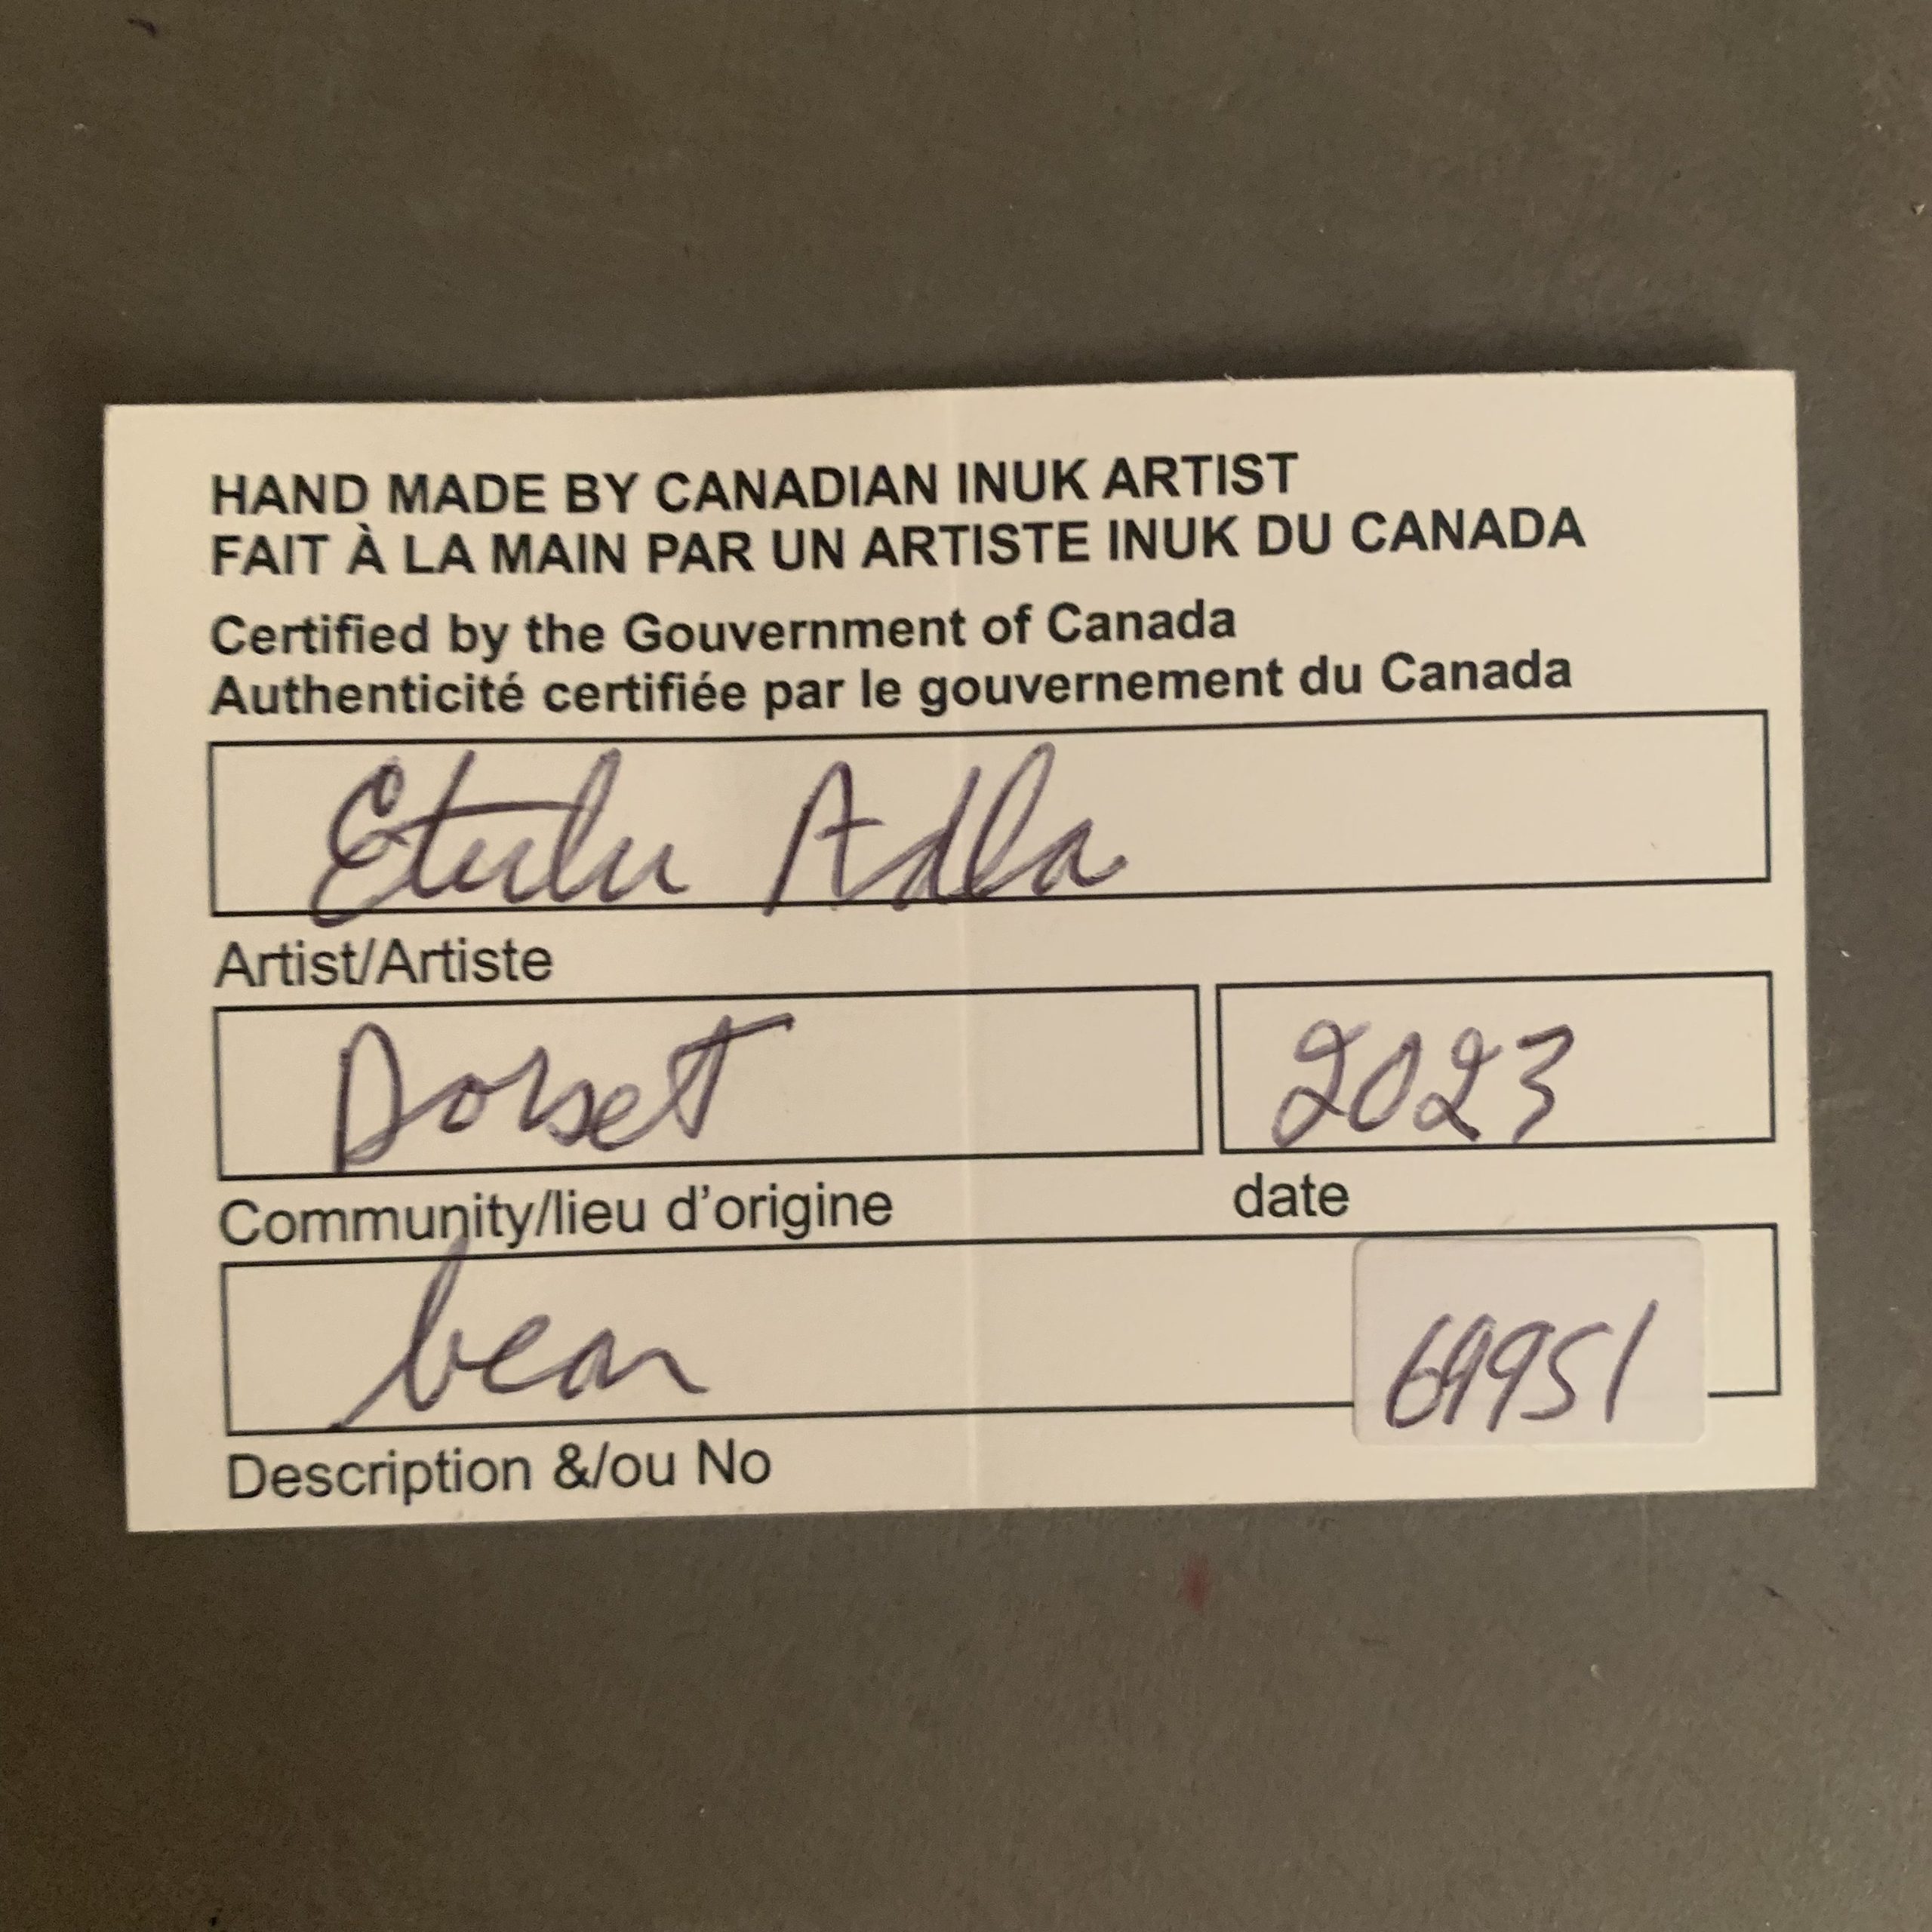 HAND MADE BY CANADIAN INUK ARTIST
FAIT À LA MAIN PAR UN ARTISTE INUK DU CANADA
Certified by the Gouvernment of Canada
Authenticité certifiée par le gouvernement du Canada
Etulu Adla
Artist/Artiste
Dorset 2023
Community/lieu d'origine date
bear 69951
Description &/ou No